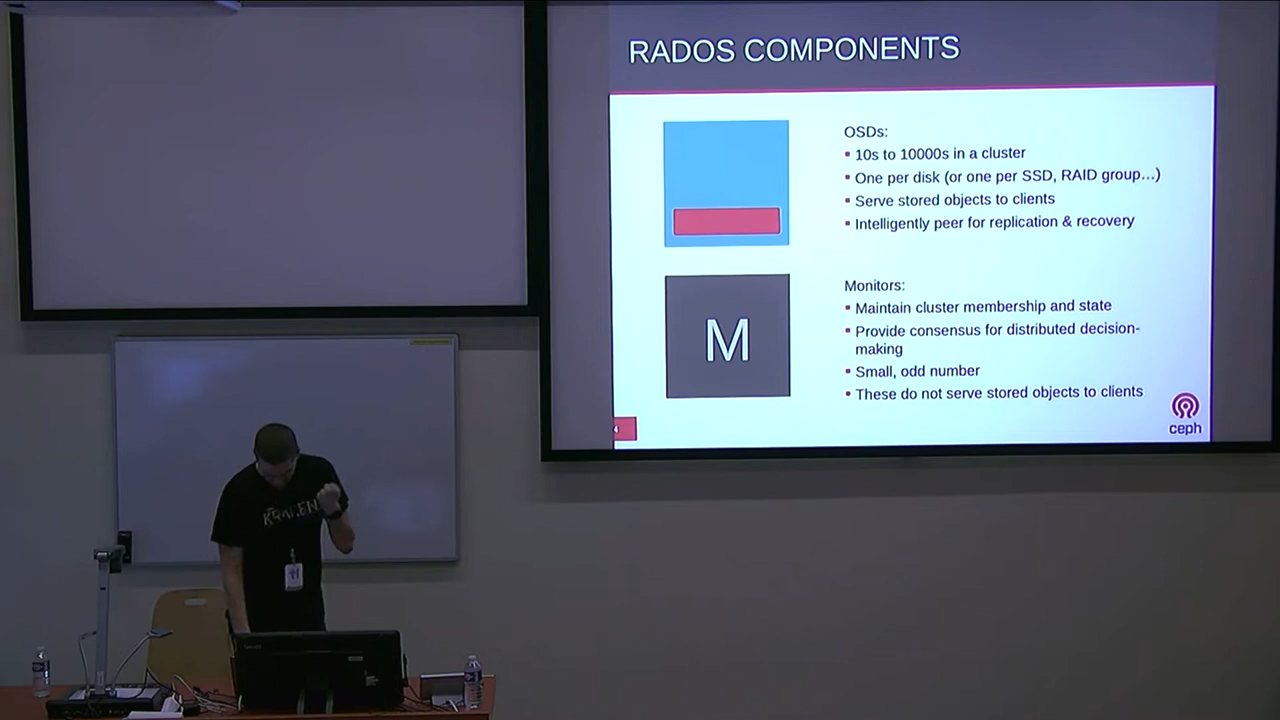 RADOS COMPONENTS
OSDs:
▪ 10s to 10000s in a cluster
▪ One per disk (or one per SSD, RAID group...)
▪ Serve stored objects to clients
▪ Intelligently peer for replication & recovery
M
Monitors:
▪ Maintain cluster membership and state
▪ Provide consensus for distributed decision-
making
▪ Small, odd number
▪ These do not serve stored objects to clients
ceph